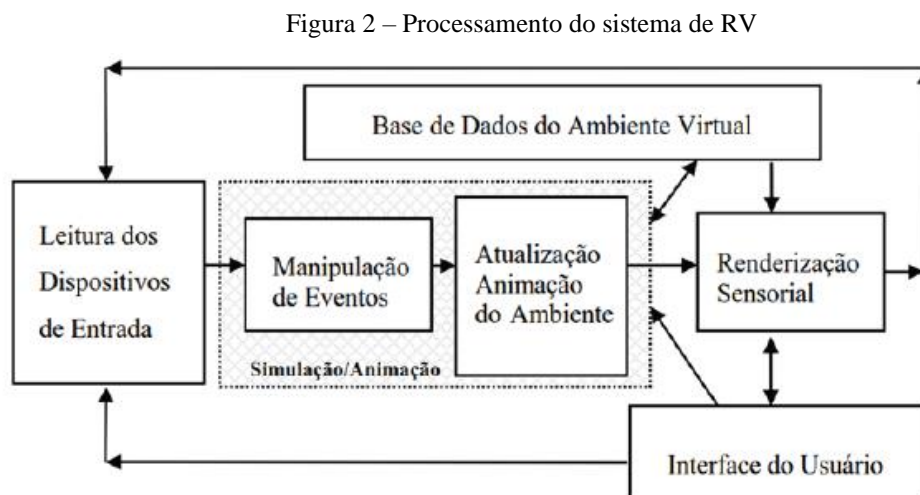 Figura 2 – Processamento do sistema de RV
Base de Dados do Ambiente Virtual
Leitura dos
Dispositivos
de Entrada
Manipulação
de Eventos
Atualização
Animação
do Ambiente
Simulação/Animação
Renderização
Sensorial
Interface do Usuário